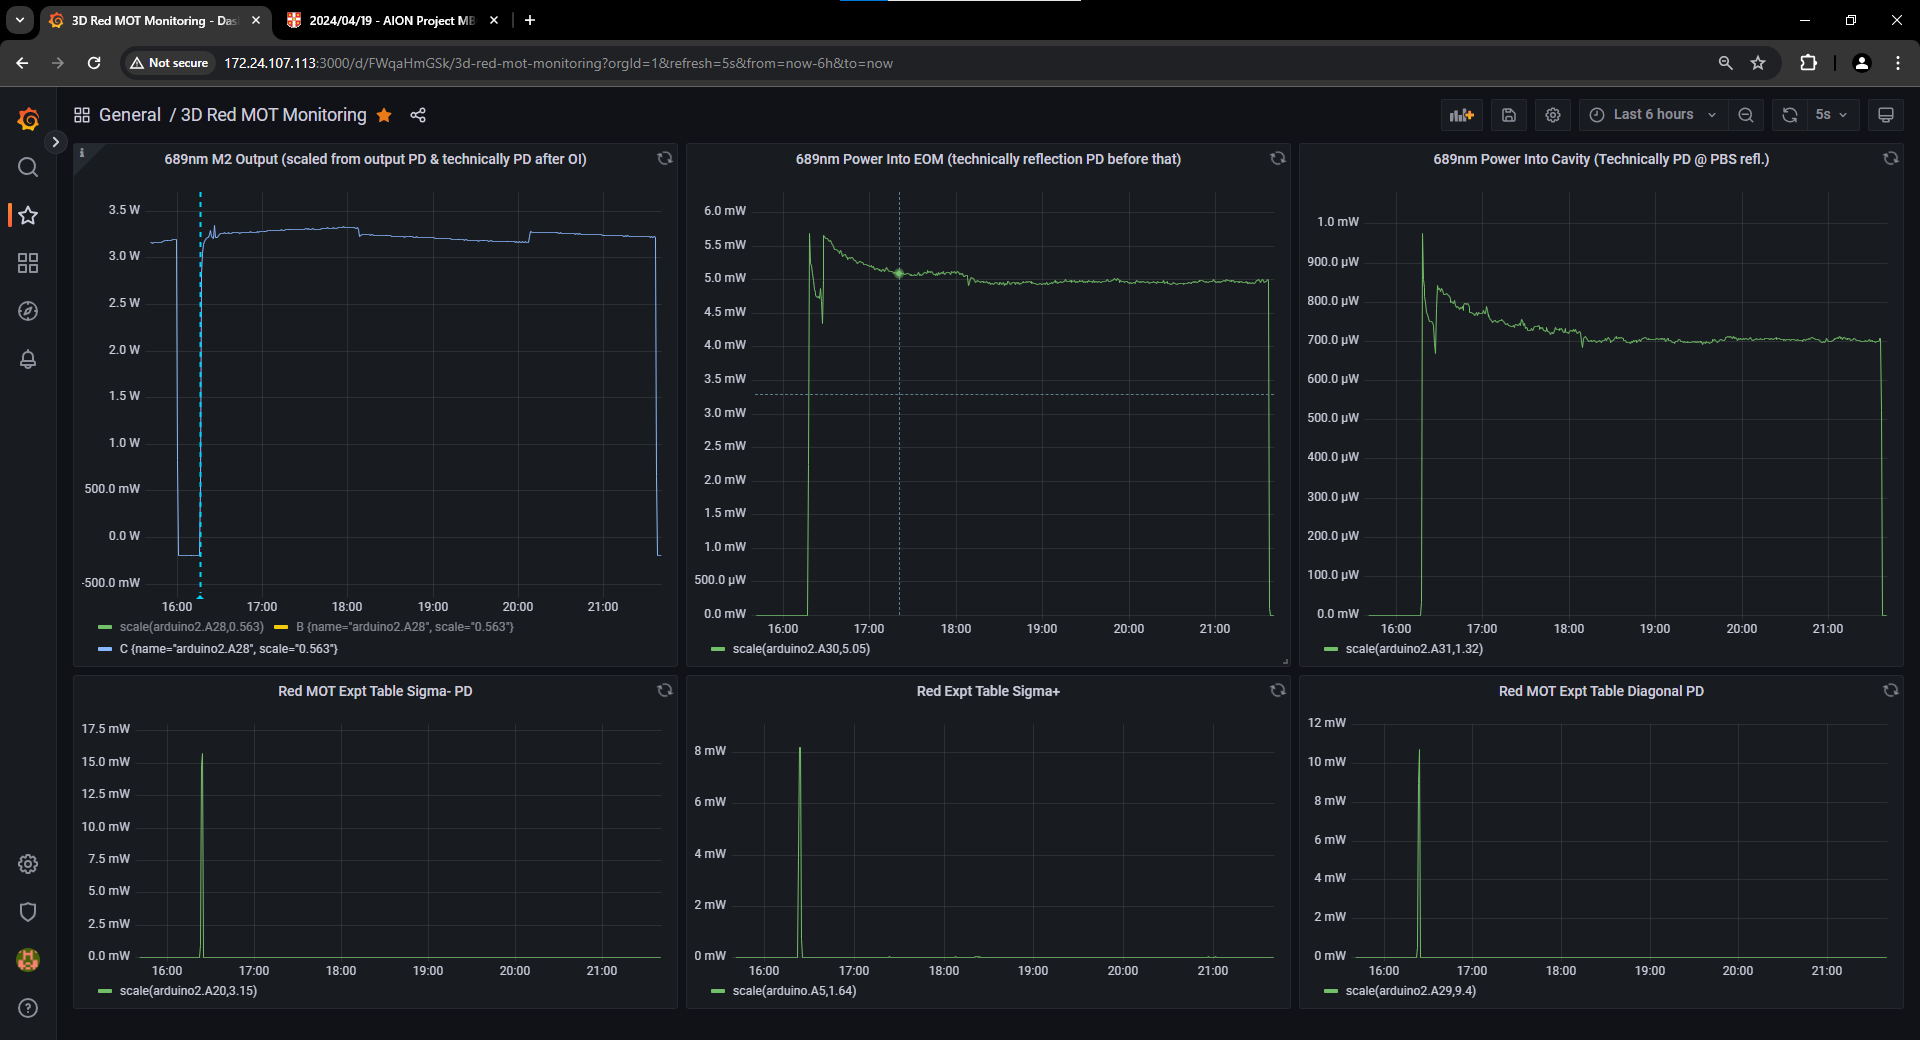 3D Red MOT Monitoring - Das
2024/04/19 - AION Project MB
Not secure
172.24.107.113:3000/d/FWqaHmGSk/3d-red-mot-monitoring?orgId=1&refresh=5s&from=now-6h&to=now
General / 3D Red MOT Monitoring
Last 6 hours
5s
689nm M2 Output (scaled from output PD & technically PD after OI)
3.5 W
3.0 W
2.5 W
2.0 W
1.5 W
1.0 W
500.0 mW
0.0 W
-500.0 mW
16:00 17:00 18:00 19:00 20:00 21:00
scale(arduino2.A28,0.563) B {name="arduino2.A28", scale="0.563"}
C {name="arduino2.A28", scale="0.563"}
689nm Power Into EOM (technically reflection PD before that)
6.0 mW
5.5 mW
5.0 mW
4.5 mW
4.0 mW
3.5 mW
3.0 mW
2.5 mW
2.0 mW
1.5 mW
1.0 mW
500.0 µW
0.0 mW
16:00 17:00 18:00 19:00 20:00 21:00
scale(arduino2.A30,5.05)
689nm Power Into Cavity (Technically PD @ PBS refl.)
1.0 mW
900.0 µW
800.0 µW
700.0 µW
600.0 µW
500.0 µW
400.0 µW
300.0 µW
200.0 µW
100.0 µW
0.0 mW
16:00 17:00 18:00 19:00 20:00 21:00
scale(arduino2.A31,1.32)
Red MOT Expt Table Sigma- PD
17.5 mW
15.0 mW
12.5 mW
10.0 mW
7.5 mW
5.0 mW
2.5 mW
0.0 mW
16:00 17:00 18:00 19:00 20:00 21:00
scale(arduino2.A20,3.15)
Red Expt Table Sigma+
8 mW
6 mW
4 mW
2 mW
0 mW
16:00 17:00 18:00 19:00 20:00 21:00
scale(arduino.A5,1.64)
Red MOT Expt Table Diagonal PD
12 mW
10 mW
8 mW
6 mW
4 mW
2 mW
0 mW
16:00 17:00 18:00 19:00 20:00 21:00
scale(arduino2.A29,9.4)